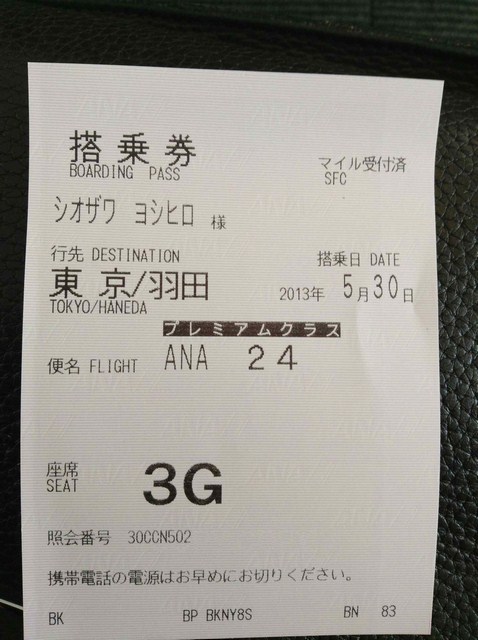 搭乗券
BOARDING PASS
マイル受付済
SFC
シオザワ ヨシヒロ 様
行先 DESTINATION
搭乗日 DATE
東京/羽田
2013年 5月30日
TOKYO/HANEDA
プレミアムクラス
便名 FLIGHT ANA 24
座席
SEAT
3G
照会番号 30CCN502
携帯電話の電源はお早めにお切りください。
BK BP BKNY8S BN 83